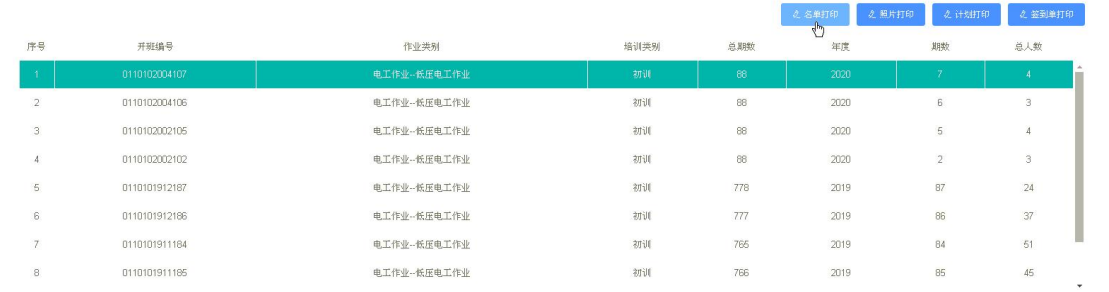 名单打印 照片打印 计划打印 签到单打印
序号 开班编号 作业类别 培训类别 总期数 年度 期数 总人数
1 0110102004107 电工作业--低压电工作业 初训 88 2020 7 4
2 0110102004106 电工作业--低压电工作业 初训 88 2020 6 3
3 0110102002105 电工作业--低压电工作业 初训 88 2020 5 4
4 0110102002102 电工作业--低压电工作业 初训 88 2020 2 3
5 0110101912187 电工作业--低压电工作业 初训 778 2019 87 24
6 0110101912186 电工作业--低压电工作业 初训 777 2019 86 37
7 0110101911184 电工作业--低压电工作业 初训 765 2019 84 51
8 0110101911185 电工作业--低压电工作业 初训 766 2019 85 45